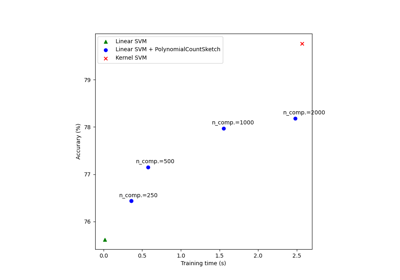 Linear SVM
Linear SVM + PolynomialCountSketch
Kernel SVM
79
n_comp.=2000
n_comp.=1000
78
n_comp.=500
77
n_comp.=250
76
Accurary (%)
0.0 0.5 1.0 1.5 2.0 2.5
Training time (s)